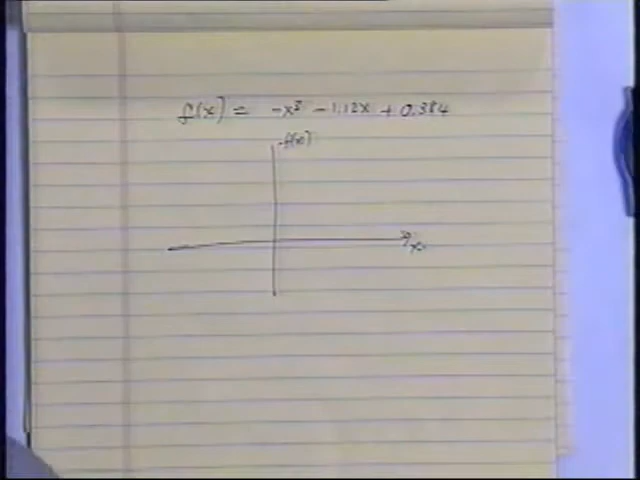 f(x) = -x³ - 1.12x + 0.384
f(x)
x